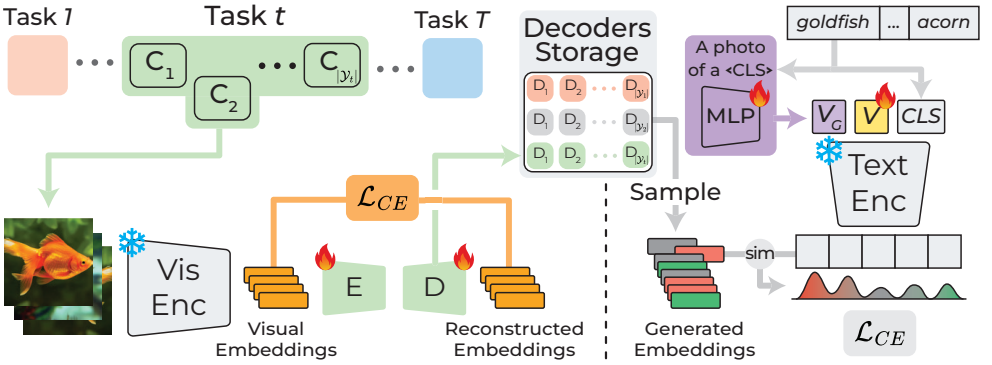 Task 1
Task t
Task T
C1
C2
C|𝒴t|
Decoders
Storage
D1 D2 D|𝒴1|
D1 D2 D|𝒴2|
D1 D2 D|𝒴t|
A photo
of a <CLS>
MLP
goldfish ... acorn
VG V CLS
Text
Enc
ℒCE
Vis
Enc
E
D
Visual
Embeddings
Reconstructed
Embeddings
Sample
sim
Generated
Embeddings
ℒCE